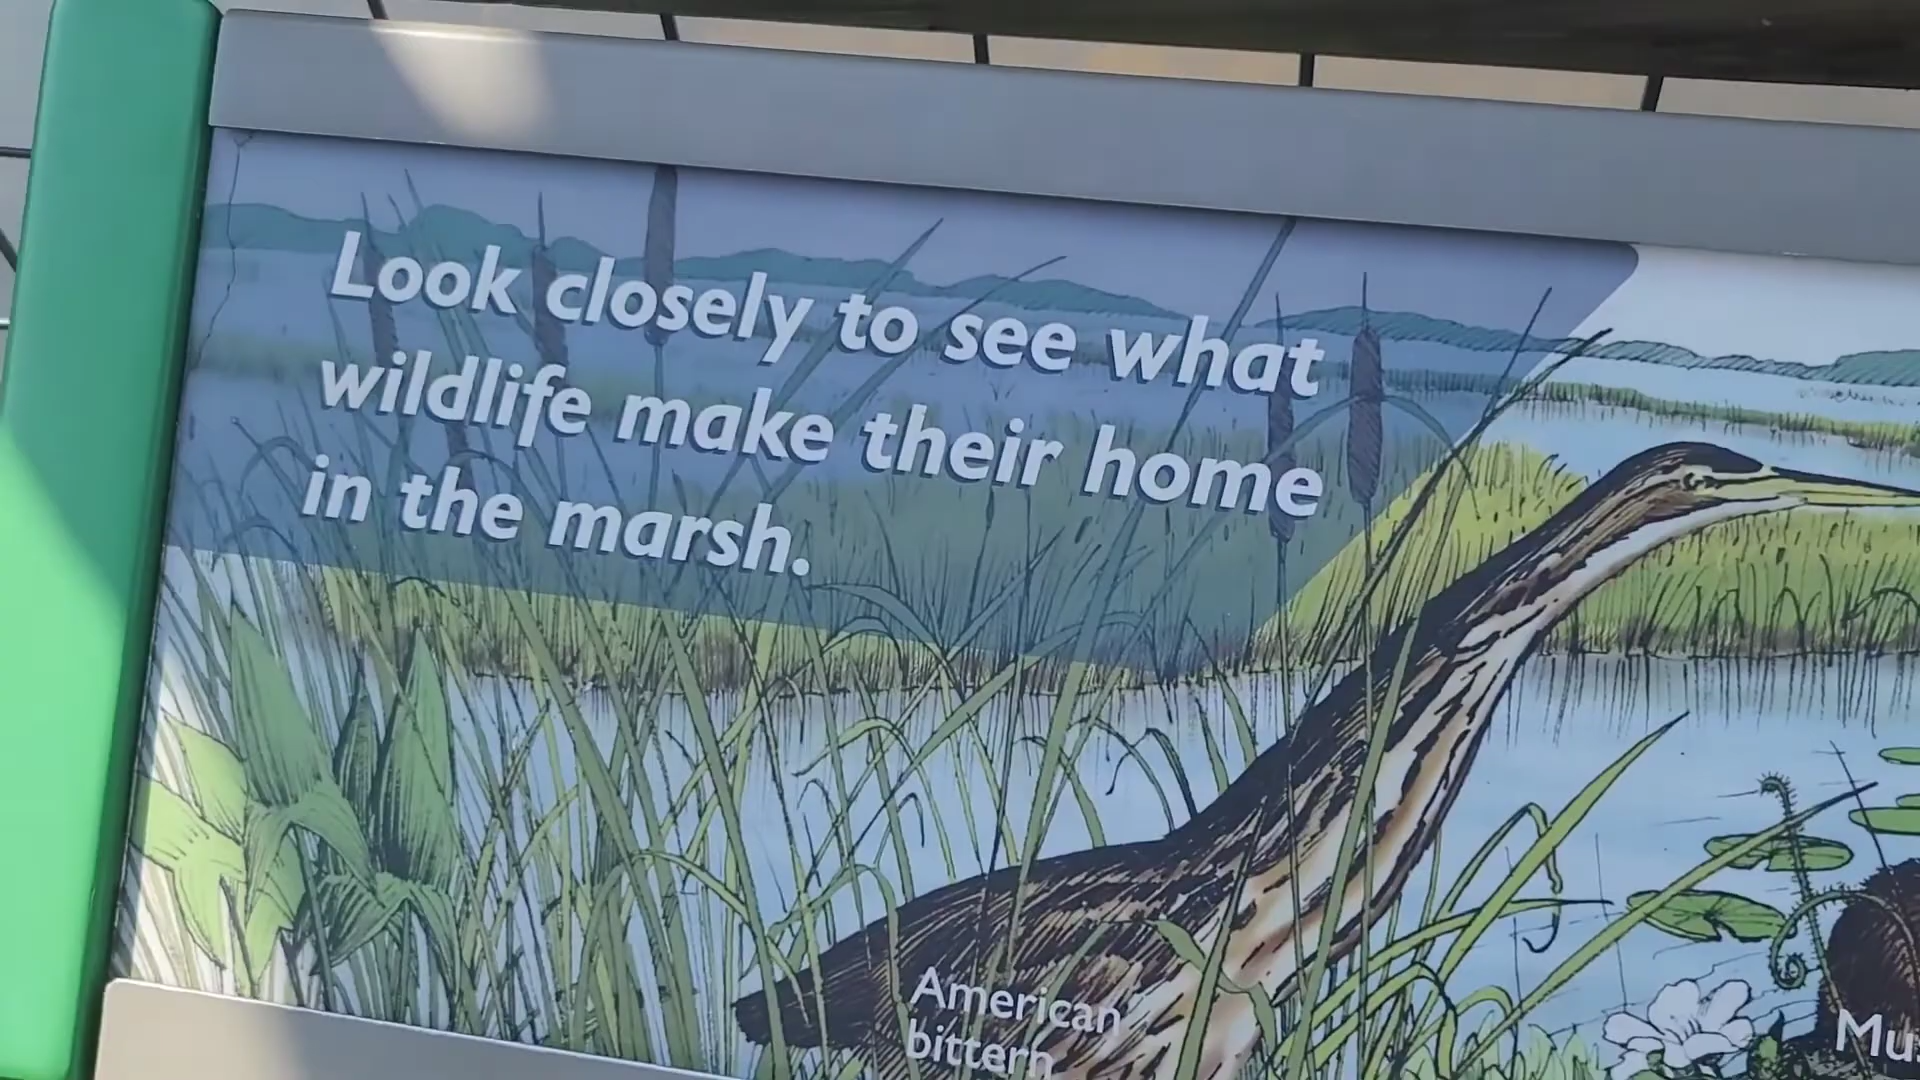 Look closely to see what
wildlife make their home
in the marsh.
American
bittern